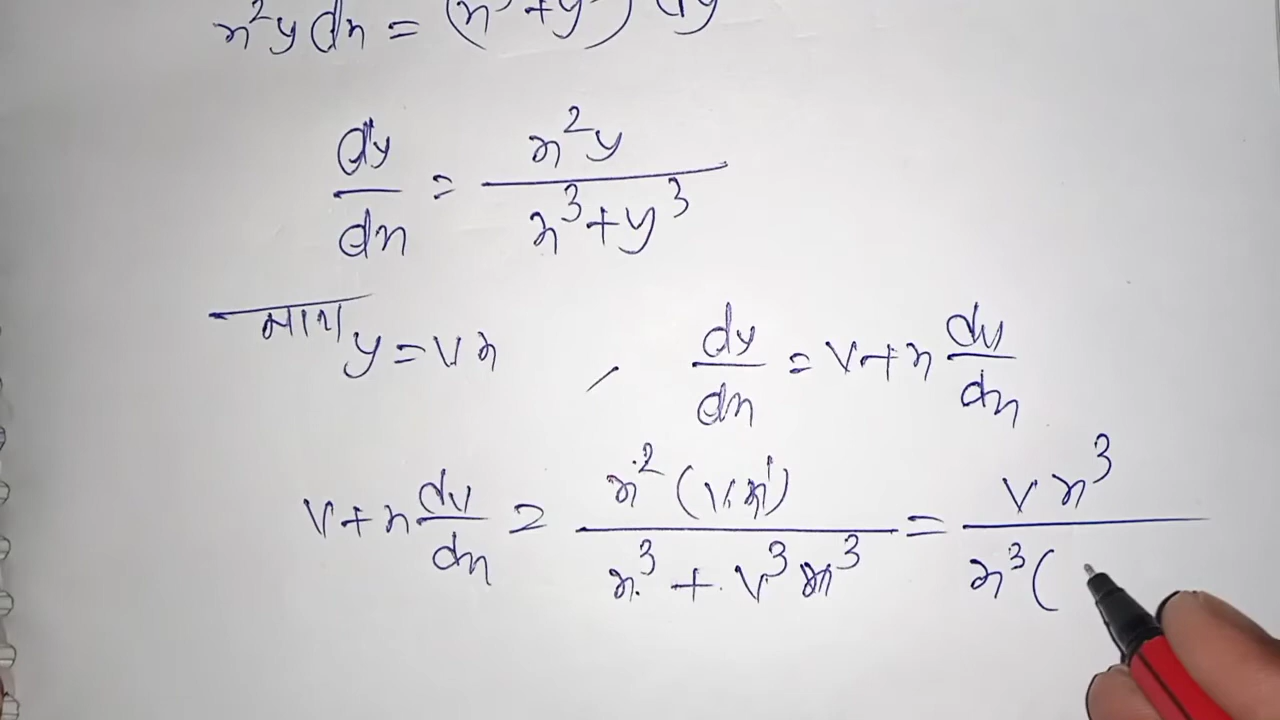 x²y dx = (x³+y³) dy
dy/dx = x²y / x³+y³
माना y = vx , dy/dx = v+x dv/dx
v+x dv/dx = x²(v.x¹) / x³ + v³x³ = vx³ / x³(